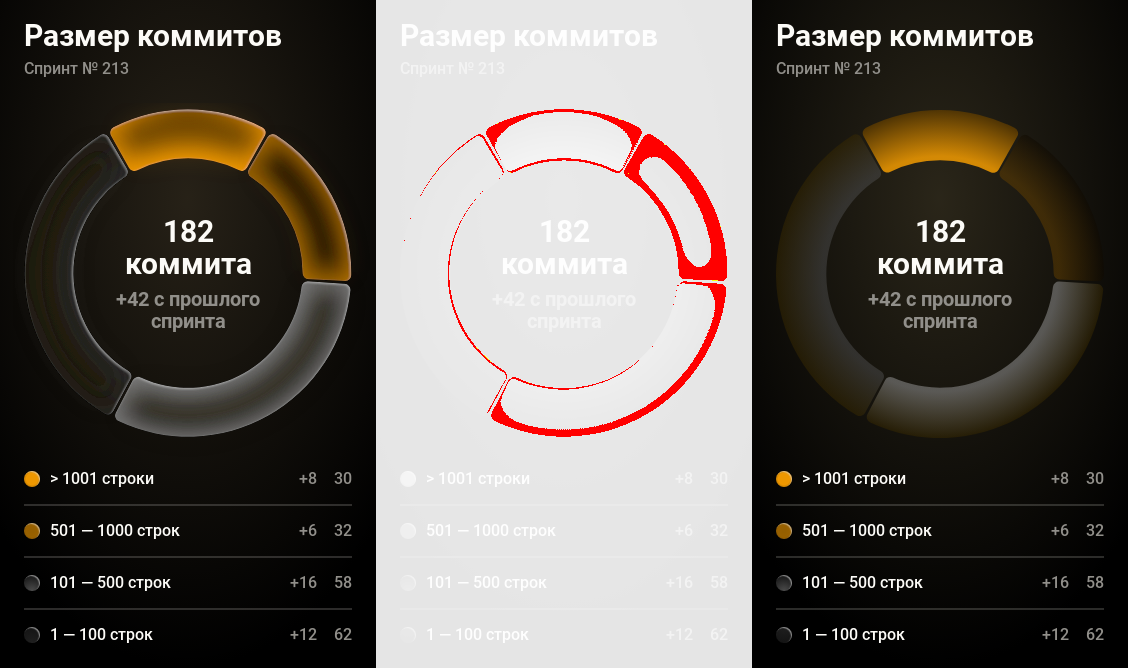 Размер коммитов
Спринт № 213
182
коммита
+42 с прошлого
спринта
> 1001 строки +8 30
501 — 1000 строк +6 32
101 — 500 строк +16 58
1 — 100 строк +12 62
Размер коммитов
Спринт № 213
182
коммита
+42 с прошлого
спринта
> 1001 строки +8 30
501 — 1000 строк +6 32
101 — 500 строк +16 58
1 — 100 строк +12 62
Размер коммитов
Спринт № 213
182
коммита
+42 с прошлого
спринта
> 1001 строки +8 30
501 — 1000 строк +6 32
101 — 500 строк +16 58
1 — 100 строк +12 62